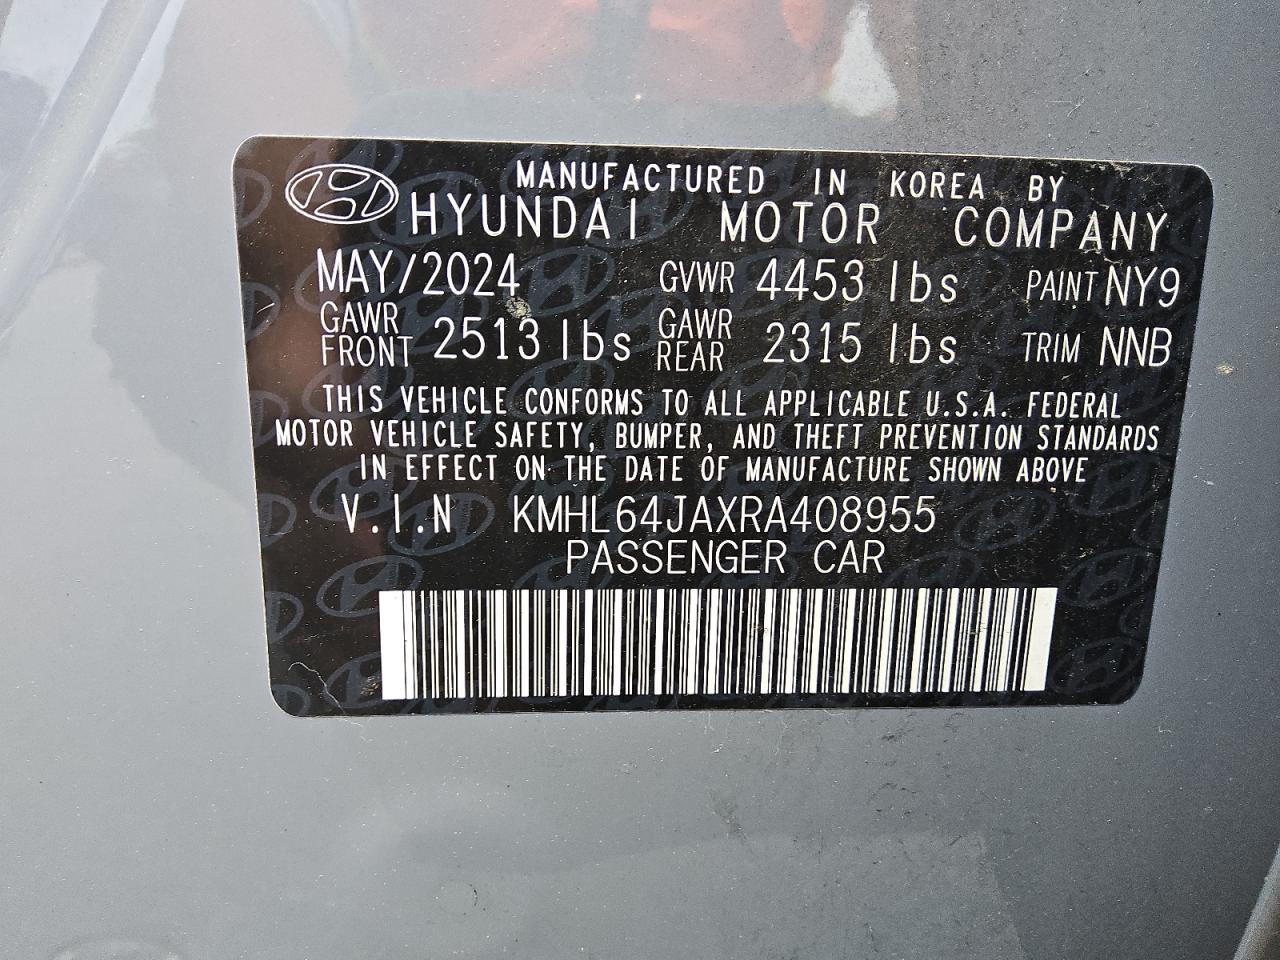 MANUFACTURED IN KOREA BY
HYUNDAI MOTOR COMPANY
MAY/2024 GVWR 4453 lbs PAINT NY9
GAWR FRONT 2513 lbs GAWR REAR 2315 lbs TRIM NNB
THIS VEHICLE CONFORMS TO ALL APPLICABLE U.S.A. FEDERAL
MOTOR VEHICLE SAFETY, BUMPER, AND THEFT PREVENTION STANDARDS
IN EFFECT ON THE DATE OF MANUFACTURE SHOWN ABOVE
V.I.N KMHL64JAXRA408955
PASSENGER CAR